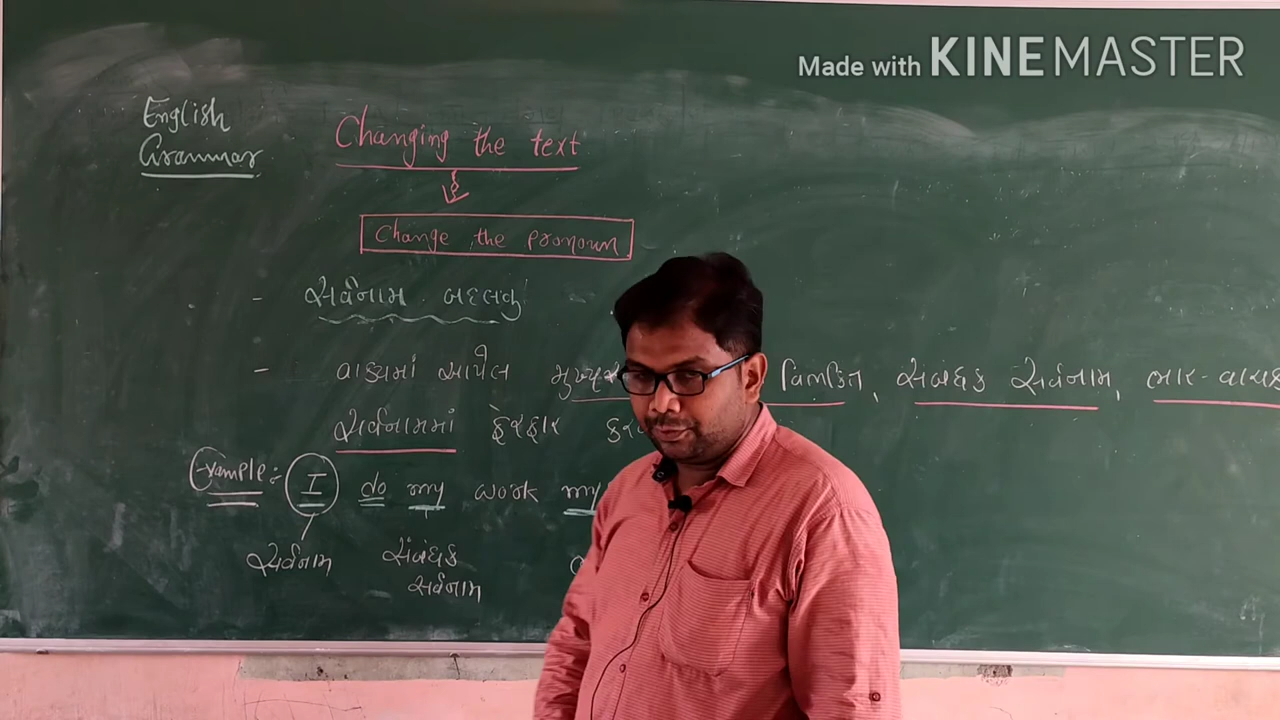 Made with KINEMASTER
English
Grammar
Changing the text
Change the pronoun
- સર્વનામ બદલવું
- વાક્યમાં આપેલ વિભક્તિ, સંબંધક સર્વનામ, ભાર-વાચક
સર્વનામમાં ફેરફાર
Example: I do my work my
સર્વનામ સંબંધક
સર્વનામ